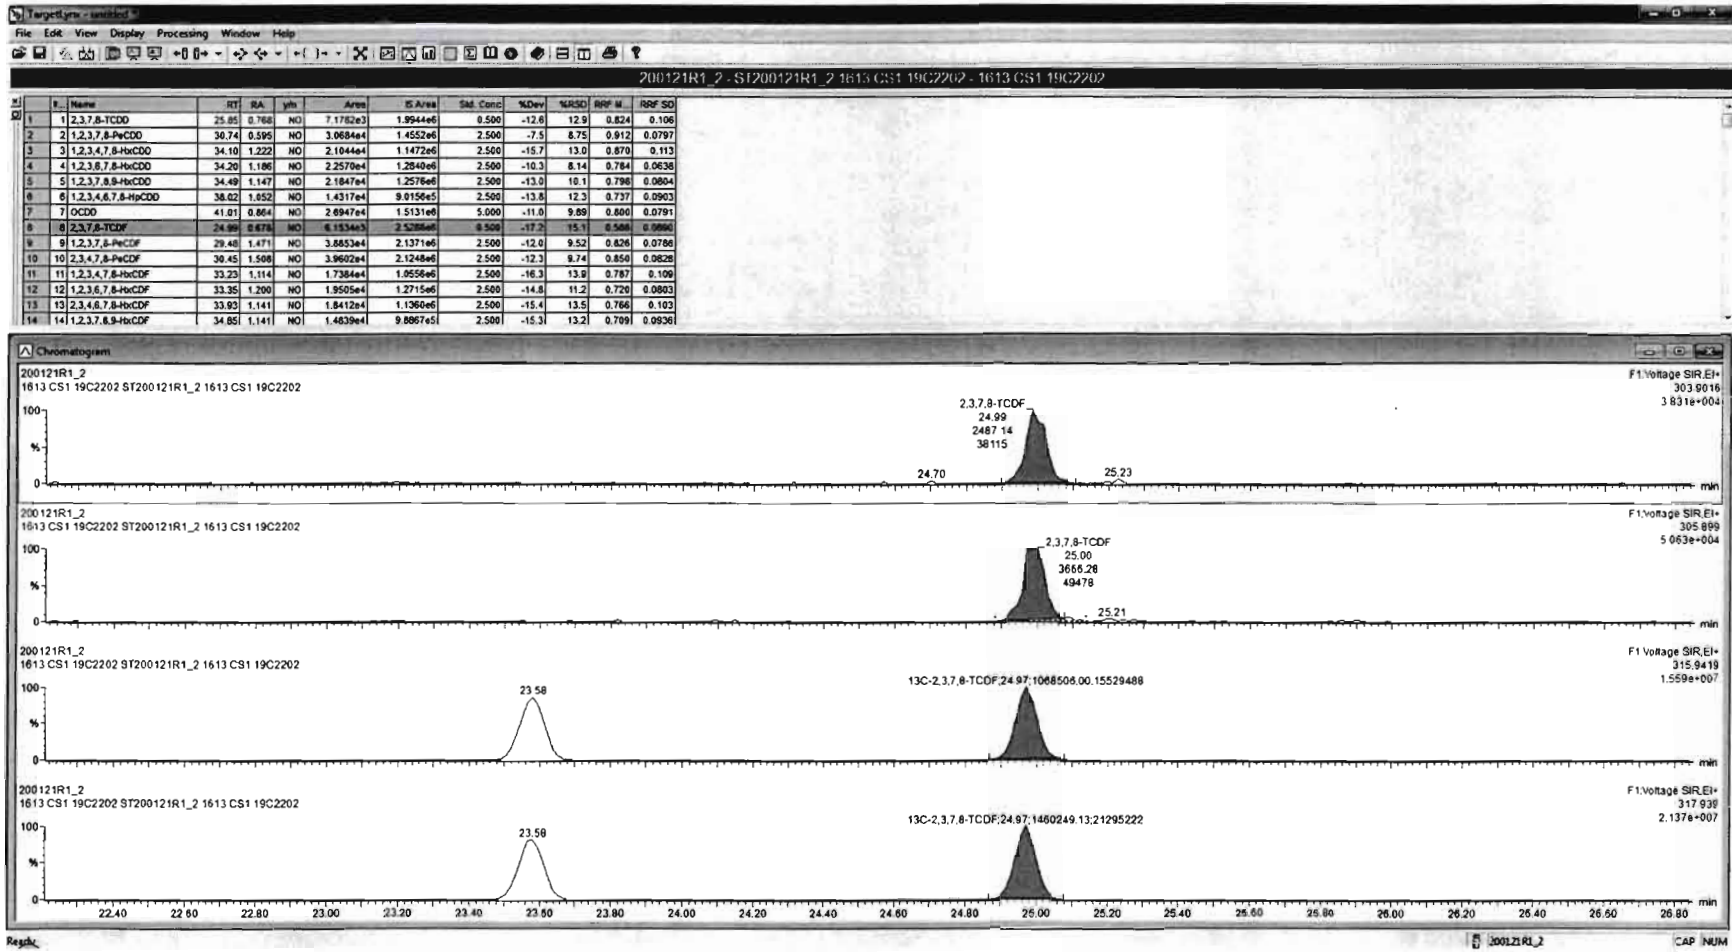 TargetLynx - untitled *
File Edit View Display Processing Window Help
200121R1_2 - ST200121R1_2 1613 CS1 19C2202 - 1613 CS1 19C2202
Name RT RA y/n Area IS Area Std. Conc %Dev %RSD RRF M... RRF SD
1 1 2,3,7,8-TCDD 25.85 0.768 NO 7.1782e3 1.9944e6 0.500 -12.6 12.9 0.824 0.106
2 2 1,2,3,7,8-PeCDD 30.74 0.595 NO 3.0684e4 1.4552e6 2.500 -7.5 8.75 0.912 0.0797
3 3 1,2,3,4,7,8-HxCDD 34.10 1.222 NO 2.1044e4 1.1472e6 2.500 -15.7 13.0 0.870 0.113
4 4 1,2,3,6,7,8-HxCDD 34.20 1.186 NO 2.2570e4 1.2840e6 2.500 -10.3 8.14 0.784 0.0638
5 5 1,2,3,7,8,9-HxCDD 34.49 1.147 NO 2.1847e4 1.2576e6 2.500 -13.0 10.1 0.798 0.0804
6 6 1,2,3,4,6,7,8-HpCDD 38.02 1.052 NO 1.4317e4 9.0156e5 2.500 -13.8 12.3 0.737 0.0903
7 7 OCDD 41.01 0.864 NO 2.6947e4 1.5131e6 5.000 -11.0 9.89 0.800 0.0791
8 8 2,3,7,8-TCDF 24.99 0.678 NO 6.1534e3 2.5288e6 0.500 -17.2 15.1
9 9 1,2,3,7,8-PeCDF 29.48 1.471 NO 3.8853e4 2.1371e6 2.500 -12.0 9.52 0.826 0.0786
10 10 2,3,4,7,8-PeCDF 30.45 1.508 NO 3.9602e4 2.1248e6 2.500 -12.3 9.74 0.850 0.0828
11 11 1,2,3,4,7,8-HxCDF 33.23 1.114 NO 1.7384e4 1.0556e6 2.500 -16.3 13.9 0.787 0.109
12 12 1,2,3,6,7,8-HxCDF 33.35 1.200 NO 1.9505e4 1.2715e6 2.500 -14.8 11.2 0.720 0.0803
13 13 2,3,4,6,7,8-HxCDF 33.93 1.141 NO 1.8412e4 1.1360e6 2.500 -15.4 13.5 0.766 0.103
14 14 1,2,3,7,8,9-HxCDF 34.85 1.141 NO 1.4839e4 9.8867e5 2.500 -15.3 13.2 0.709 0.0936
Chromatogram
200121R1_2
1613 CS1 19C2202 ST200121R1_2 1613 CS1 19C2202
F1:Voltage SIR,EI+
303.9016
3.831e+004
100
%
0
2,3,7,8-TCDF
24.99
2487.14
38115
24.70
25.23
min
200121R1_2
1613 CS1 19C2202 ST200121R1_2 1613 CS1 19C2202
F1:Voltage SIR,EI+
305.899
5.063e+004
100
%
0
2,3,7,8-TCDF
25.00
3666.28
49478
25.21
min
200121R1_2
1613 CS1 19C2202 ST200121R1_2 1613 CS1 19C2202
F1:Voltage SIR,EI+
315.9419
1.559e+007
100
%
0
23.58
13C-2,3,7,8-TCDF;24.97;1068506.00;15529488
min
200121R1_2
1613 CS1 19C2202 ST200121R1_2 1613 CS1 19C2202
F1:Voltage SIR,EI+
317.939
2.137e+007
100
%
0
23.58
13C-2,3,7,8-TCDF;24.97;1460249.13;21295222
min
22.40 22.60 22.80 23.00 23.20 23.40 23.60 23.80 24.00 24.20 24.40 24.60 24.80 25.00 25.20 25.40 25.60 25.80 26.00 26.20 26.40 26.60 26.80
Ready
200121R1_2
CAP NUM